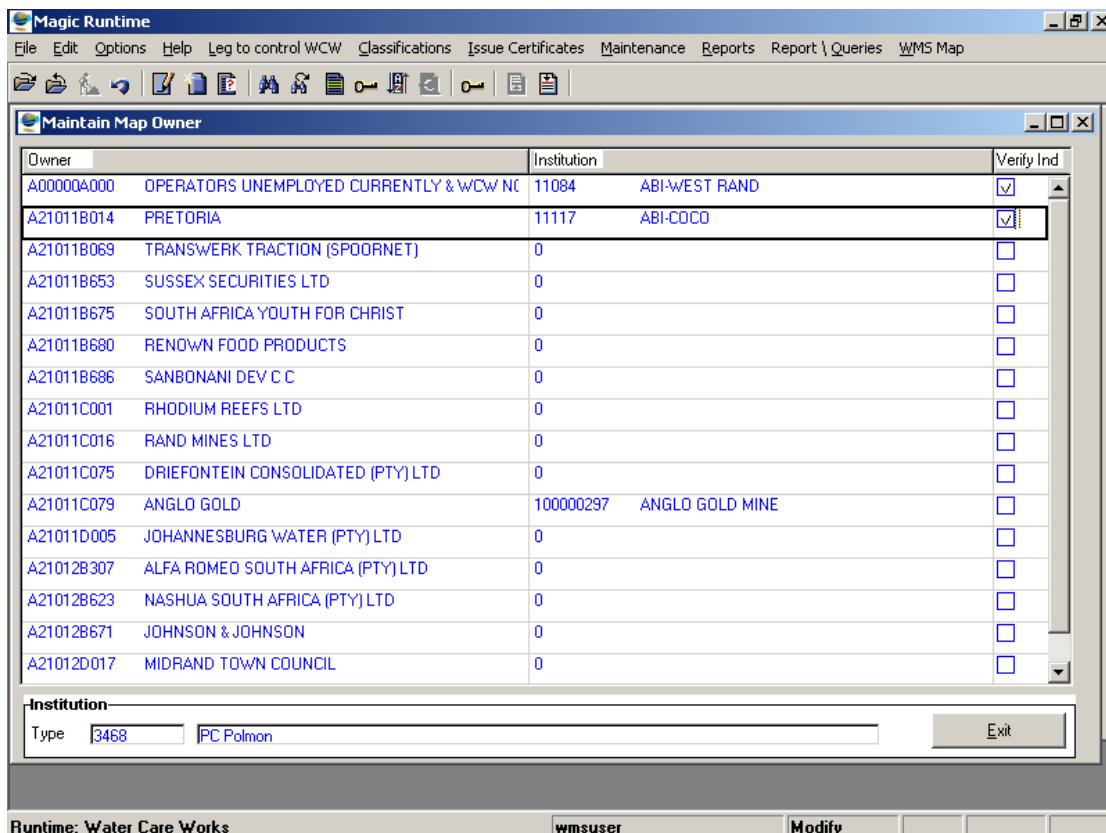 Magic Runtime
File Edit Options Help Leg to control WCW Classifications Issue Certificates Maintenance Reports Report \ Queries WMS Map
Maintain Map Owner
Owner Institution Verify Ind
A00000A000 OPERATORS UNEMPLOYED CURRENTLY & WCW NO 11084 ABI-WEST RAND
A21011B014 PRETORIA 11117 ABI-COCO
A21011B069 TRANSWERK TRACTION (SPOORNET) 0
A21011B653 SUSSEX SECURITIES LTD 0
A21011B675 SOUTH AFRICA YOUTH FOR CHRIST 0
A21011B680 RENOWN FOOD PRODUCTS 0
A21011B686 SANBONANI DEV C C 0
A21011C001 RHODIUM REEFS LTD 0
A21011C016 RAND MINES LTD 0
A21011C075 DRIEFONTEIN CONSOLIDATED (PTY) LTD 0
A21011C079 ANGLO GOLD 100000297 ANGLO GOLD MINE
A21011D005 JOHANNESBURG WATER (PTY) LTD 0
A21012B307 ALFA ROMEO SOUTH AFRICA (PTY) LTD 0
A21012B623 NASHUA SOUTH AFRICA (PTY) LTD 0
A21012B671 JOHNSON & JOHNSON 0
A21012D017 MIDRAND TOWN COUNCIL 0
Institution
Type 3468 PC Polmon Exit
Runtime: Water Care Works wmsuser Modify